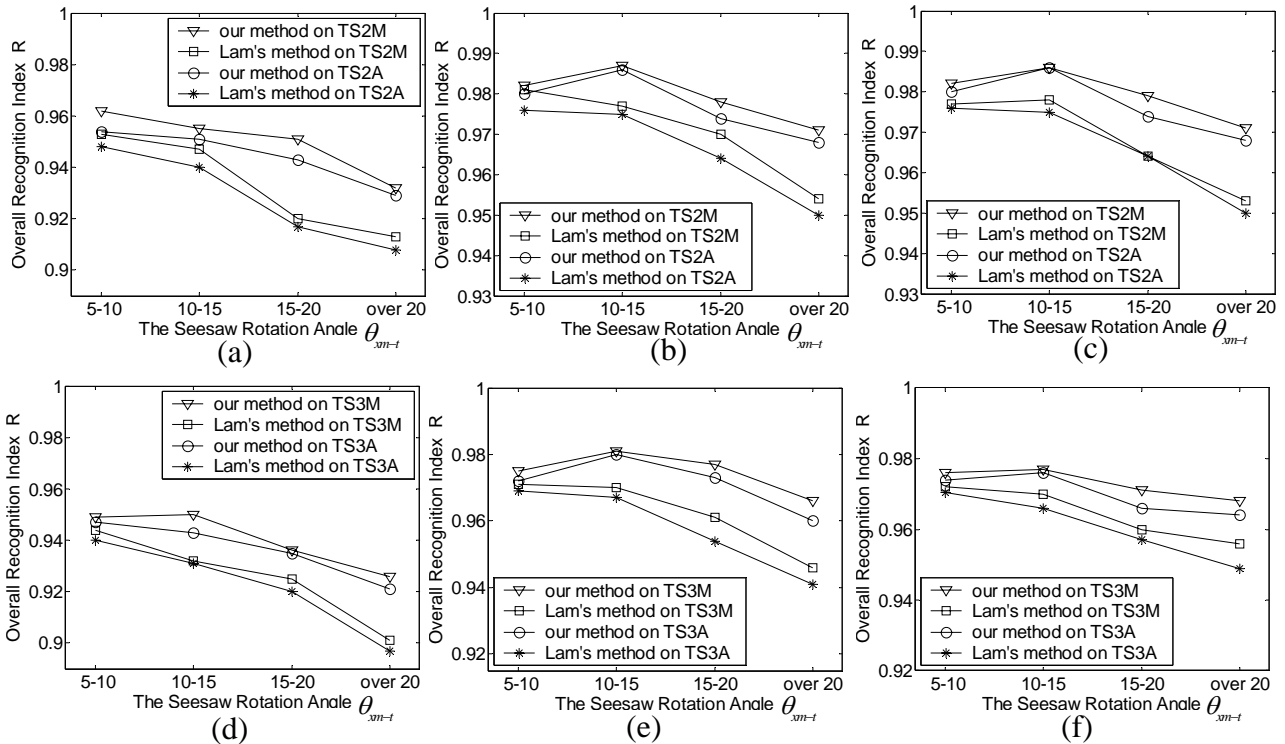 Overall Recognition Index R
1
0.98
0.96
0.94
0.92
0.9
our method on TS2M
Lam's method on TS2M
our method on TS2A
Lam's method on TS2A
5-10 10-15 15-20 over 20
The Seesaw Rotation Angle θxm-t
(a)
Overall Recognition Index R
1
0.99
0.98
0.97
0.96
0.95
0.94
0.93
our method on TS2M
Lam's method on TS2M
our method on TS2A
Lam's method on TS2A
5-10 10-15 15-20 over 20
The Seesaw Rotation Angle θxm-t
(b)
Overall Recognition Index R
1
0.99
0.98
0.97
0.96
0.95
0.94
0.93
our method on TS2M
Lam's method on TS2M
our method on TS2A
Lam's method on TS2A
5-10 10-15 15-20 over 20
The Seesaw Rotation Angle θxm-t
(c)
Overall Recognition Index R
1
0.98
0.96
0.94
0.92
0.9
our method on TS3M
Lam's method on TS3M
our method on TS3A
Lam's method on TS3A
5-10 10-15 15-20 over 20
The Seesaw Rotation Angle θxm-t
(d)
Overall Recognition Index R
1
0.98
0.96
0.94
0.92
our method on TS3M
Lam's method on TS3M
our method on TS3A
Lam's method on TS3A
5-10 10-15 15-20 over 20
The Seesaw Rotation Angle θxm-t
(e)
Overall Recognition Index R
1
0.98
0.96
0.94
0.92
our method on TS3M
Lam's method on TS3M
our method on TS3A
Lam's method on TS3A
5-10 10-15 15-20 over 20
The Seesaw Rotation Angle θxm-t
(f)